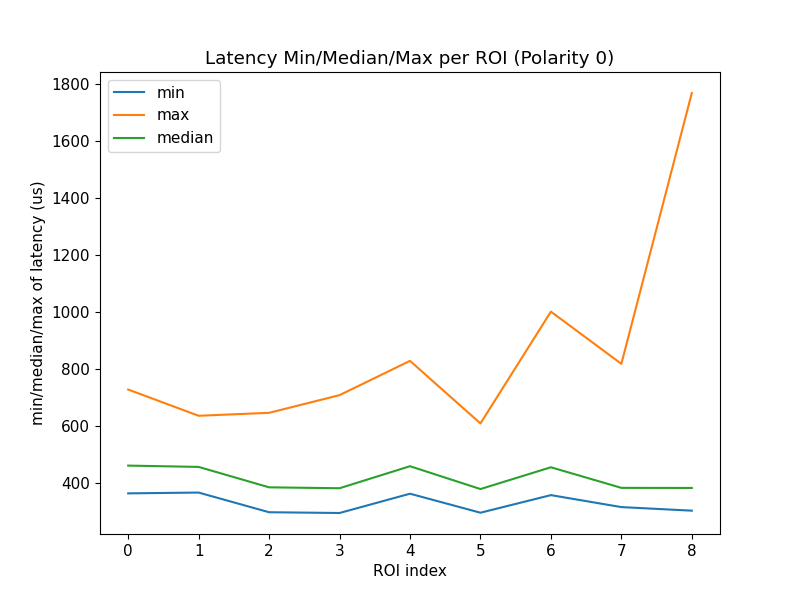 Latency Min/Median/Max per ROI (Polarity 0)
min
max
median
1800
1600
1400
1200
1000
800
600
400
min/median/max of latency (us)
0 1 2 3 4 5 6 7 8
ROI index